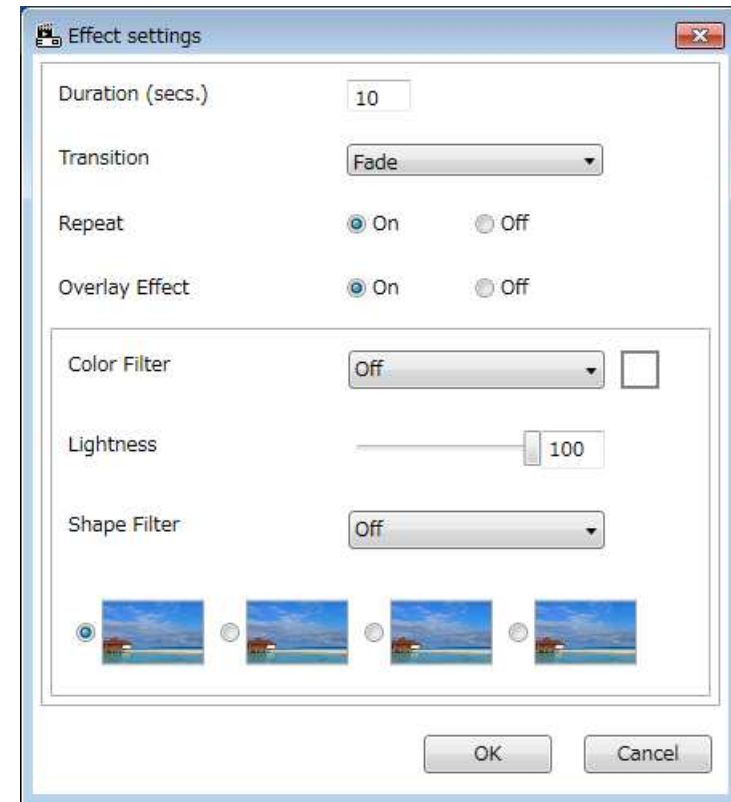 Effect settings
Duration (secs.) 10
Transition Fade
Repeat On Off
Overlay Effect On Off
Color Filter Off
Lightness 100
Shape Filter Off
OK Cancel